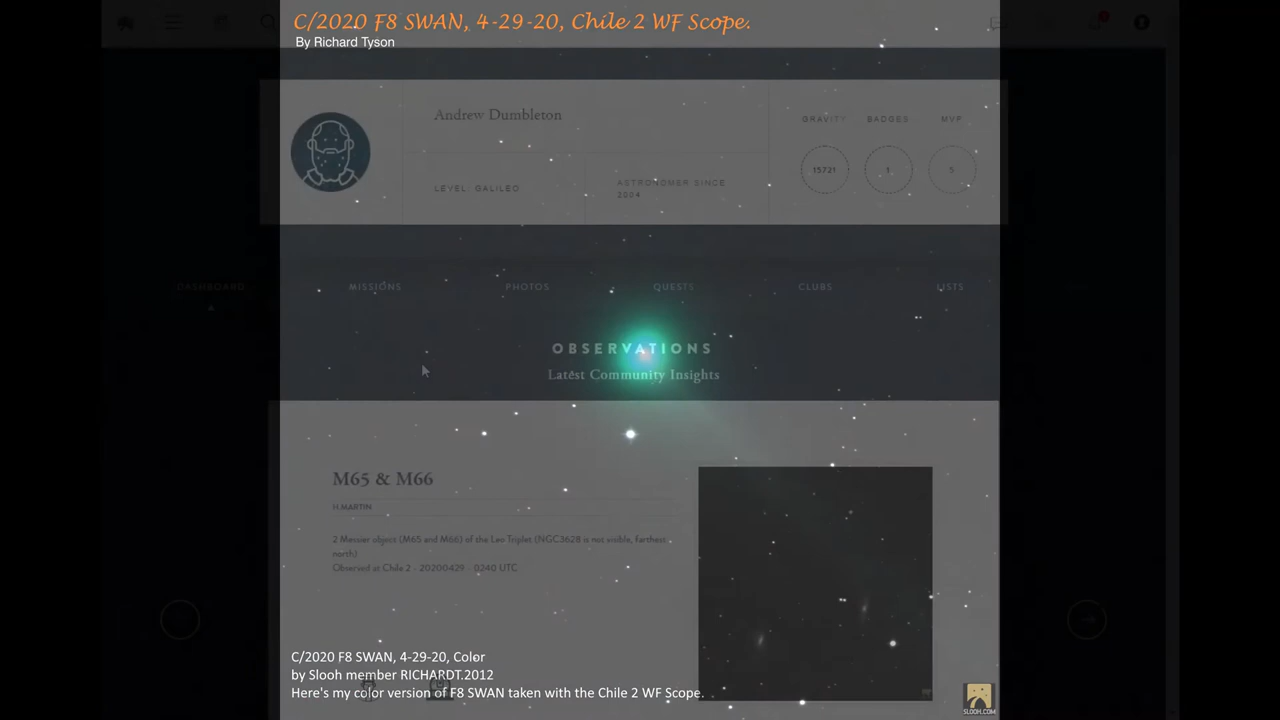 C/2020 F8 SWAN, 4-29-20, Chile 2 WF Scope.
By Richard Tyson
Andrew Dumbleton
GRAVITY BADGES MVP
15721 1 5
LEVEL: GALILEO
ASTRONOMER SINCE
2004
DASHBOARD MISSIONS PHOTOS QUESTS CLUBS LISTS
OBSERVATIONS
Latest Community Insights
M65 & M66
H.MARTIN
2 Messier object (M65 and M66) of the Leo Triplet (NGC3628 is not visible, farthest
north)
Observed at Chile 2 - 20200429 - 0240 UTC
C/2020 F8 SWAN, 4-29-20, Color
by Slooh member RICHARDT.2012
Here's my color version of F8 SWAN taken with the Chile 2 WF Scope.
SLOOH.COM